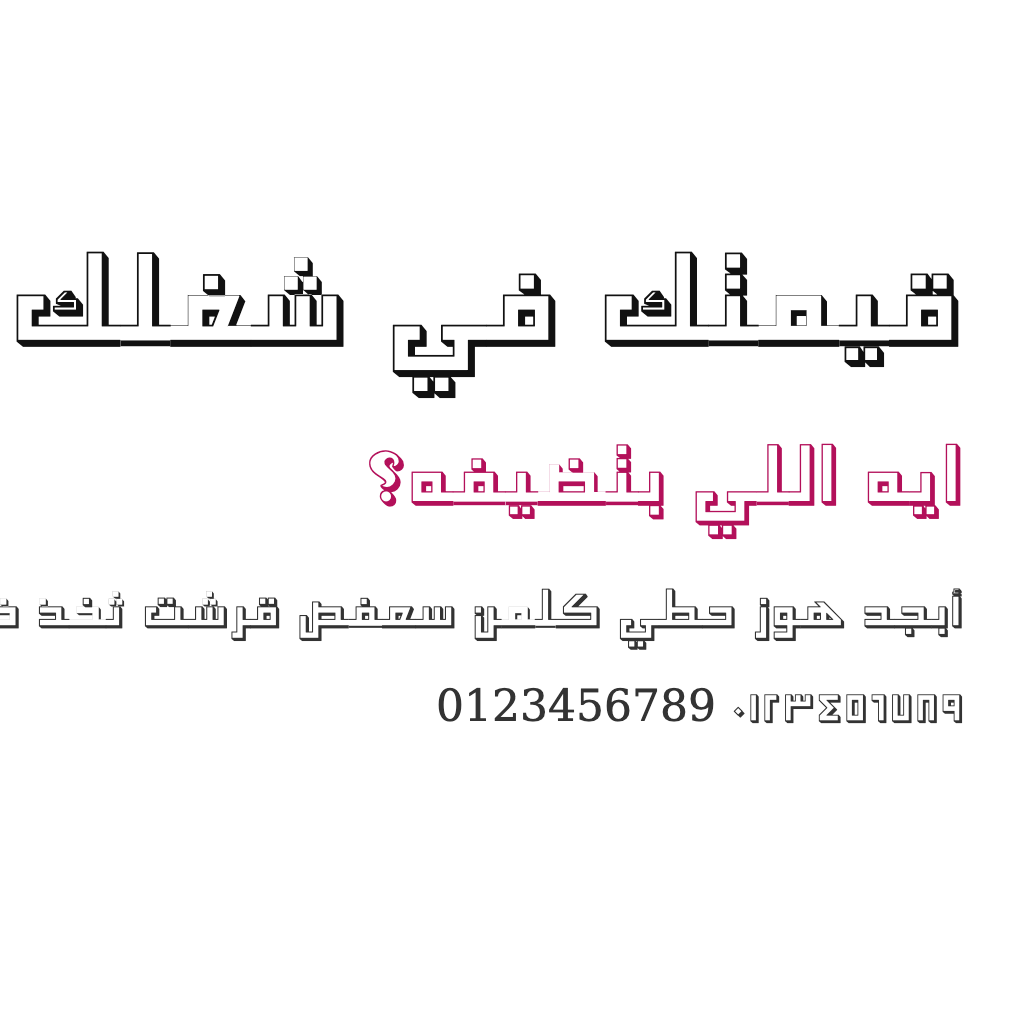 قيمتك في شغلك
ايه اللي بتضيفه؟
أبجد هوز حطي كلمن سعفص قرشت ثخذ
٠١٢٣٤٥٦٧٨٩ 0123456789